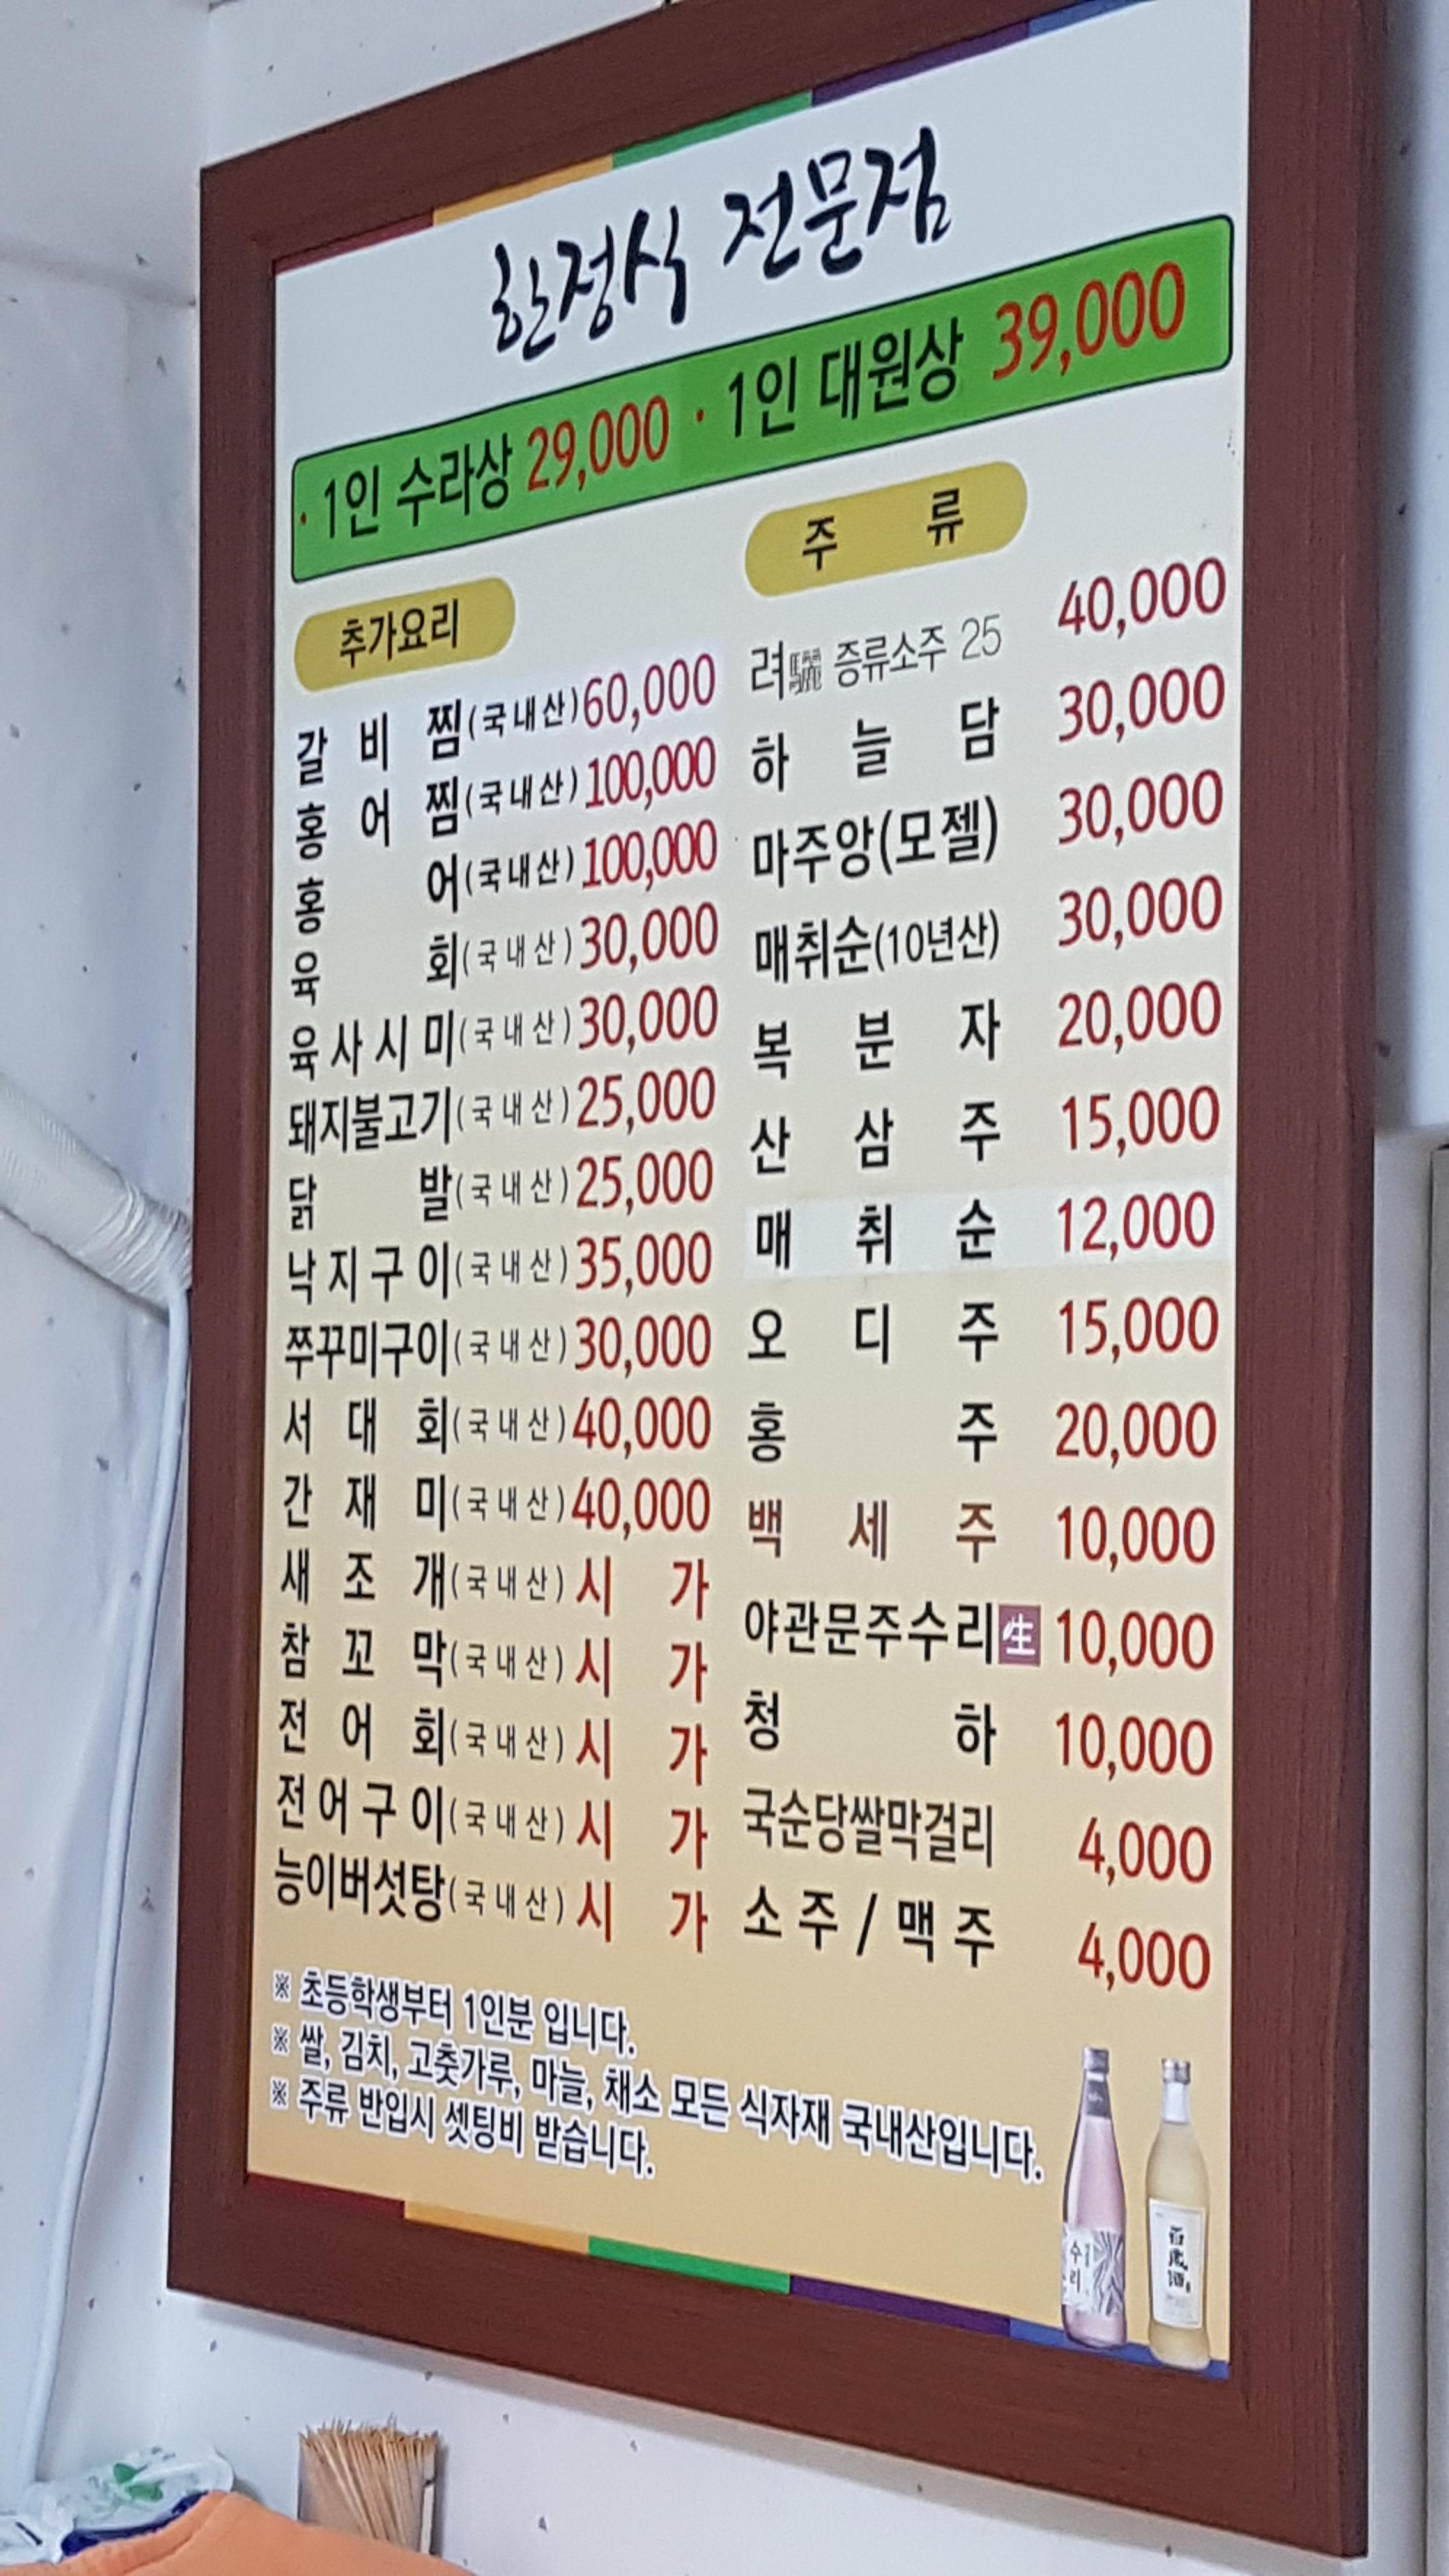 한정식 전문점
· 1인 수라상 29,000 · 1인 대원상 39,000
추가요리
갈비찜(국내산) 60,000
홍어찜(국내산) 100,000
홍어(국내산) 100,000
육회(국내산) 30,000
육사시미(국내산) 30,000
돼지불고기(국내산) 25,000
닭발(국내산) 25,000
낙지구이(국내산) 35,000
쭈꾸미구이(국내산) 30,000
서대회(국내산) 40,000
간재미(국내산) 40,000
새조개(국내산) 시가
참꼬막(국내산) 시가
전어회(국내산) 시가
전어구이(국내산) 시가
능이버섯탕(국내산) 시가
주류
려驪 증류소주 25 40,000
하늘담 30,000
마주앙(모젤) 30,000
매취순(10년산) 30,000
복분자 20,000
산삼주 15,000
매취순 12,000
오디주 15,000
홍주 20,000
백세주 10,000
야관문주수리 生 10,000
청하 10,000
국순당쌀막걸리 4,000
소주/맥주 4,000
※ 초등학생부터 1인분 입니다.
※ 쌀, 김치, 고춧가루, 마늘, 채소 모든 식자재 국내산입니다.
※ 주류 반입시 셋팅비 받습니다.
수리
百歲酒